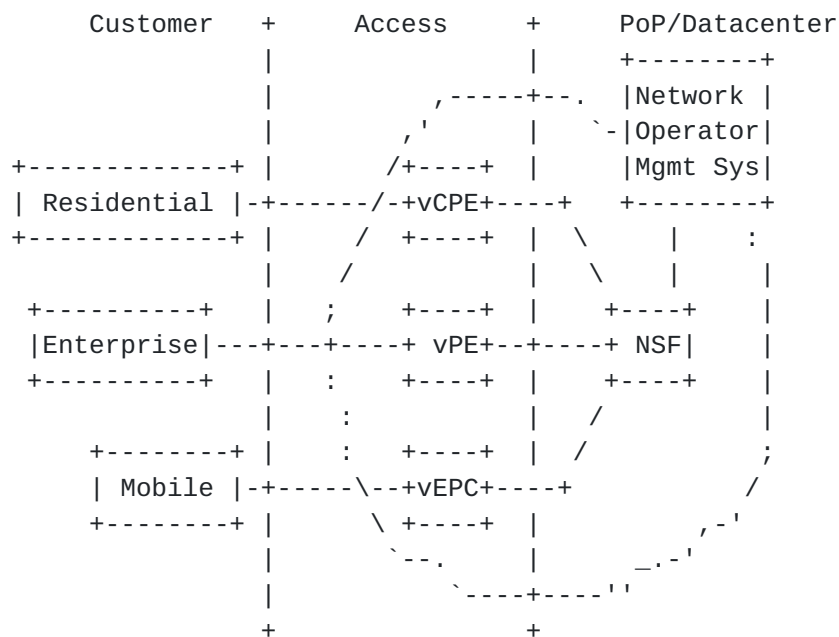 Customer + Access + PoP/Datacenter
Network
Operator
Mgmt Sys
Residential
vCPE
Enterprise
vPE
NSF
Mobile
vEPC